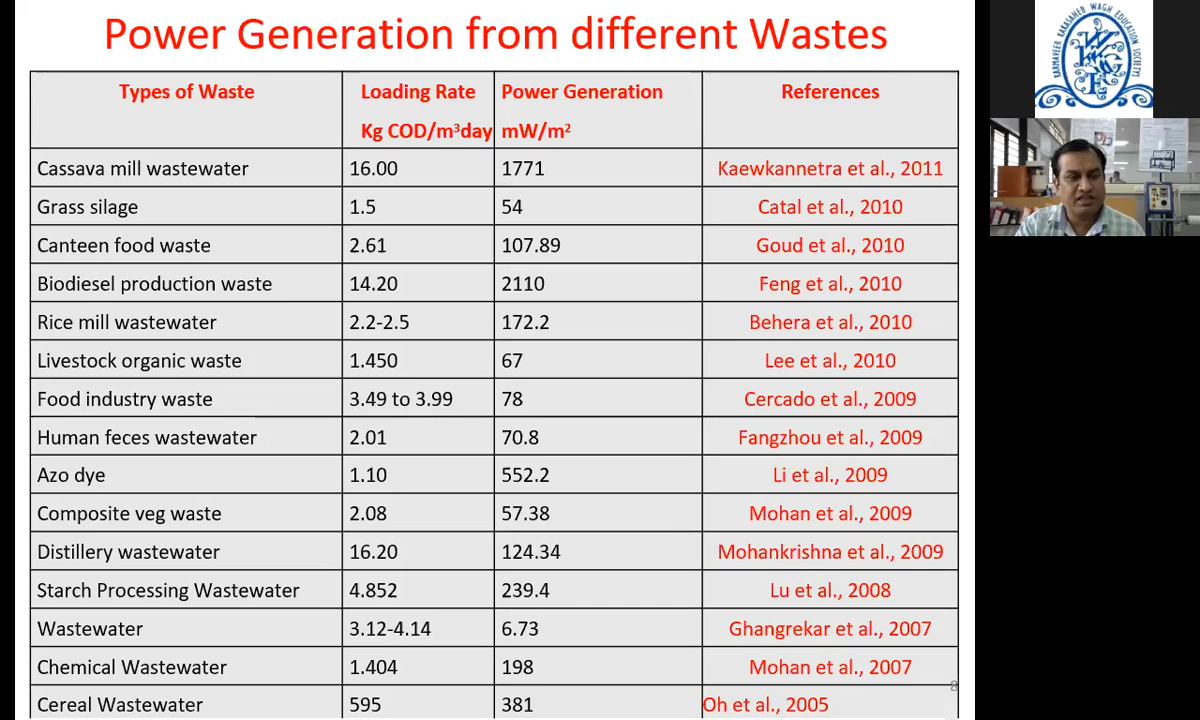 Power Generation from different Wastes
Types of Waste Loading Rate Kg COD/m³day Power Generation mW/m² References
Cassava mill wastewater 16.00 1771 Kaewkannetra et al., 2011
Grass silage 1.5 54 Catal et al., 2010
Canteen food waste 2.61 107.89 Goud et al., 2010
Biodiesel production waste 14.20 2110 Feng et al., 2010
Rice mill wastewater 2.2-2.5 172.2 Behera et al., 2010
Livestock organic waste 1.450 67 Lee et al., 2010
Food industry waste 3.49 to 3.99 78 Cercado et al., 2009
Human feces wastewater 2.01 70.8 Fangzhou et al., 2009
Azo dye 1.10 552.2 Li et al., 2009
Composite veg waste 2.08 57.38 Mohan et al., 2009
Distillery wastewater 16.20 124.34 Mohankrishna et al., 2009
Starch Processing Wastewater 4.852 239.4 Lu et al., 2008
Wastewater 3.12-4.14 6.73 Ghangrekar et al., 2007
Chemical Wastewater 1.404 198 Mohan et al., 2007
Cereal Wastewater 595 381 Oh et al., 2005
8
KARMAVEER KAKASAHEB WAGH EDUCATION SOCIETY'S